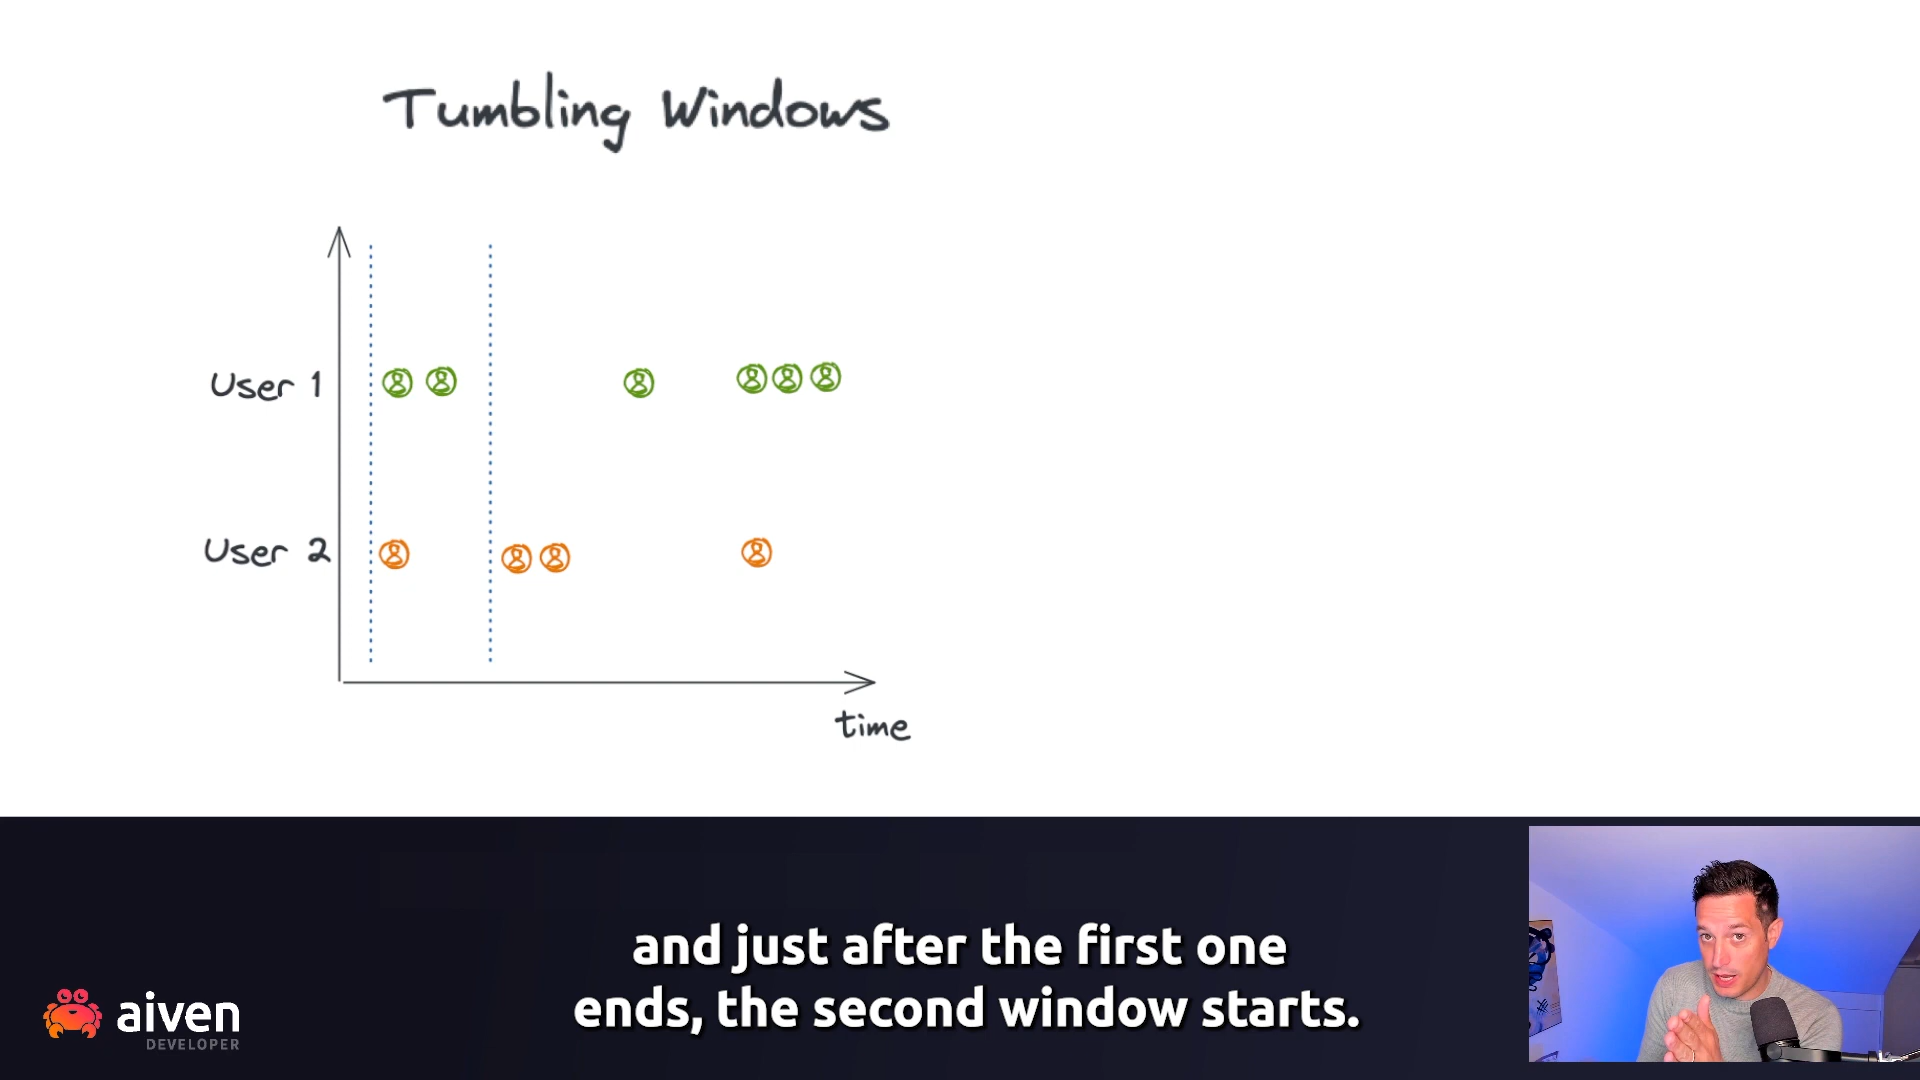 Tumbling Windows
User 1
User 2
time
and just after the first one
ends, the second window starts.
aiven
DEVELOPER